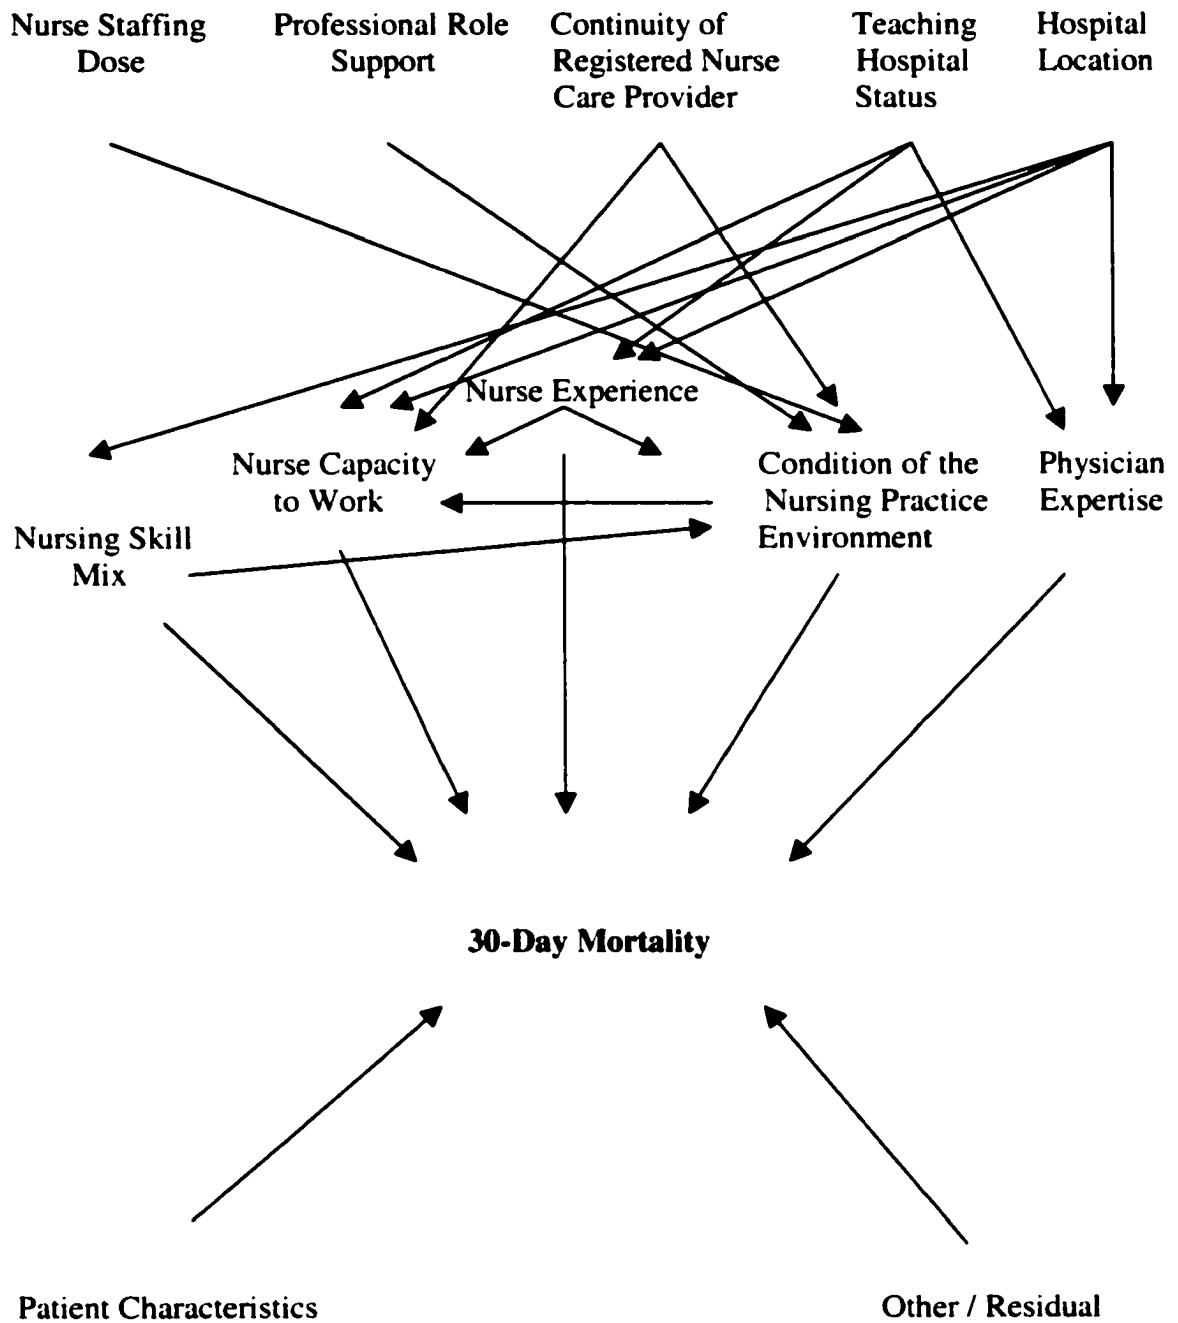 Nurse Staffing
Dose
Professional Role
Support
Continuity of
Registered Nurse
Care Provider
Teaching
Hospital
Status
Hospital
Location
Nurse Experience
Nurse Capacity
to Work
Condition of the
Nursing Practice
Environment
Physician
Expertise
Nursing Skill
Mix
30-Day Mortality
Patient Characteristics
Other / Residual